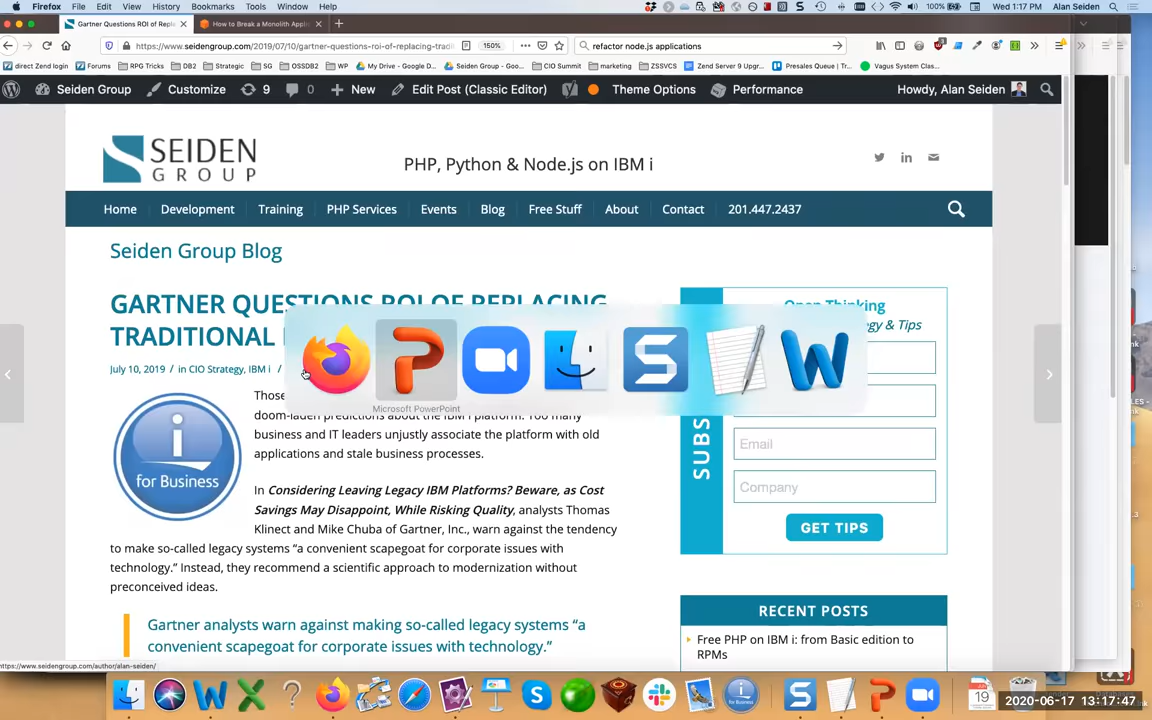 Firefox File Edit View History Bookmarks Tools Window Help 100% Wed 1:17 PM Alan Seiden
Gartner Questions ROI of Repla
How to Break a Monolith Appli
https://www.seidengroup.com/2019/07/10/gartner-questions-roi-of-replacing-tradi
150%
refactor node.js applications
direct Zend login Forums RPG Tricks DB2 Strategic SG OSSDB2 WP My Drive - Google D... Seiden Group - Goo... CIO Summit marketing ZSSVCS Zend Server 9 Upgr... Presales Queue | Tr... Vagus System Clas...
Seiden Group Customize 9 0 New Edit Post (Classic Editor) Theme Options Performance Howdy, Alan Seiden
SEIDEN
GROUP
PHP, Python & Node.js on IBM i
Home Development Training PHP Services Events Blog Free Stuff About Contact 201.447.2437
Seiden Group Blog
GARTNER QUESTIONS ROI OF REPLACING
TRADITIONAL
July 10, 2019 / in CIO Strategy, IBM i /
i
for Business
Those
Microsoft PowerPoint
doom-laden predictions about the IBM i platform. Too many
business and IT leaders unjustly associate the platform with old
applications and stale business processes.
In Considering Leaving Legacy IBM Platforms? Beware, as Cost
Savings May Disappoint, While Risking Quality, analysts Thomas
Klinect and Mike Chuba of Gartner, Inc., warn against the tendency
to make so-called legacy systems “a convenient scapegoat for corporate issues with
technology.” Instead, they recommend a scientific approach to modernization without
preconceived ideas.
Gartner analysts warn against making so-called legacy systems “a
convenient scapegoat for corporate issues with technology.”
Open Thinking
& Tips
SUBS
Email
Company
GET TIPS
RECENT POSTS
Free PHP on IBM i: from Basic edition to
RPMs
https://www.seidengroup.com/author/alan-seiden/
2020-06-17 13:17:47